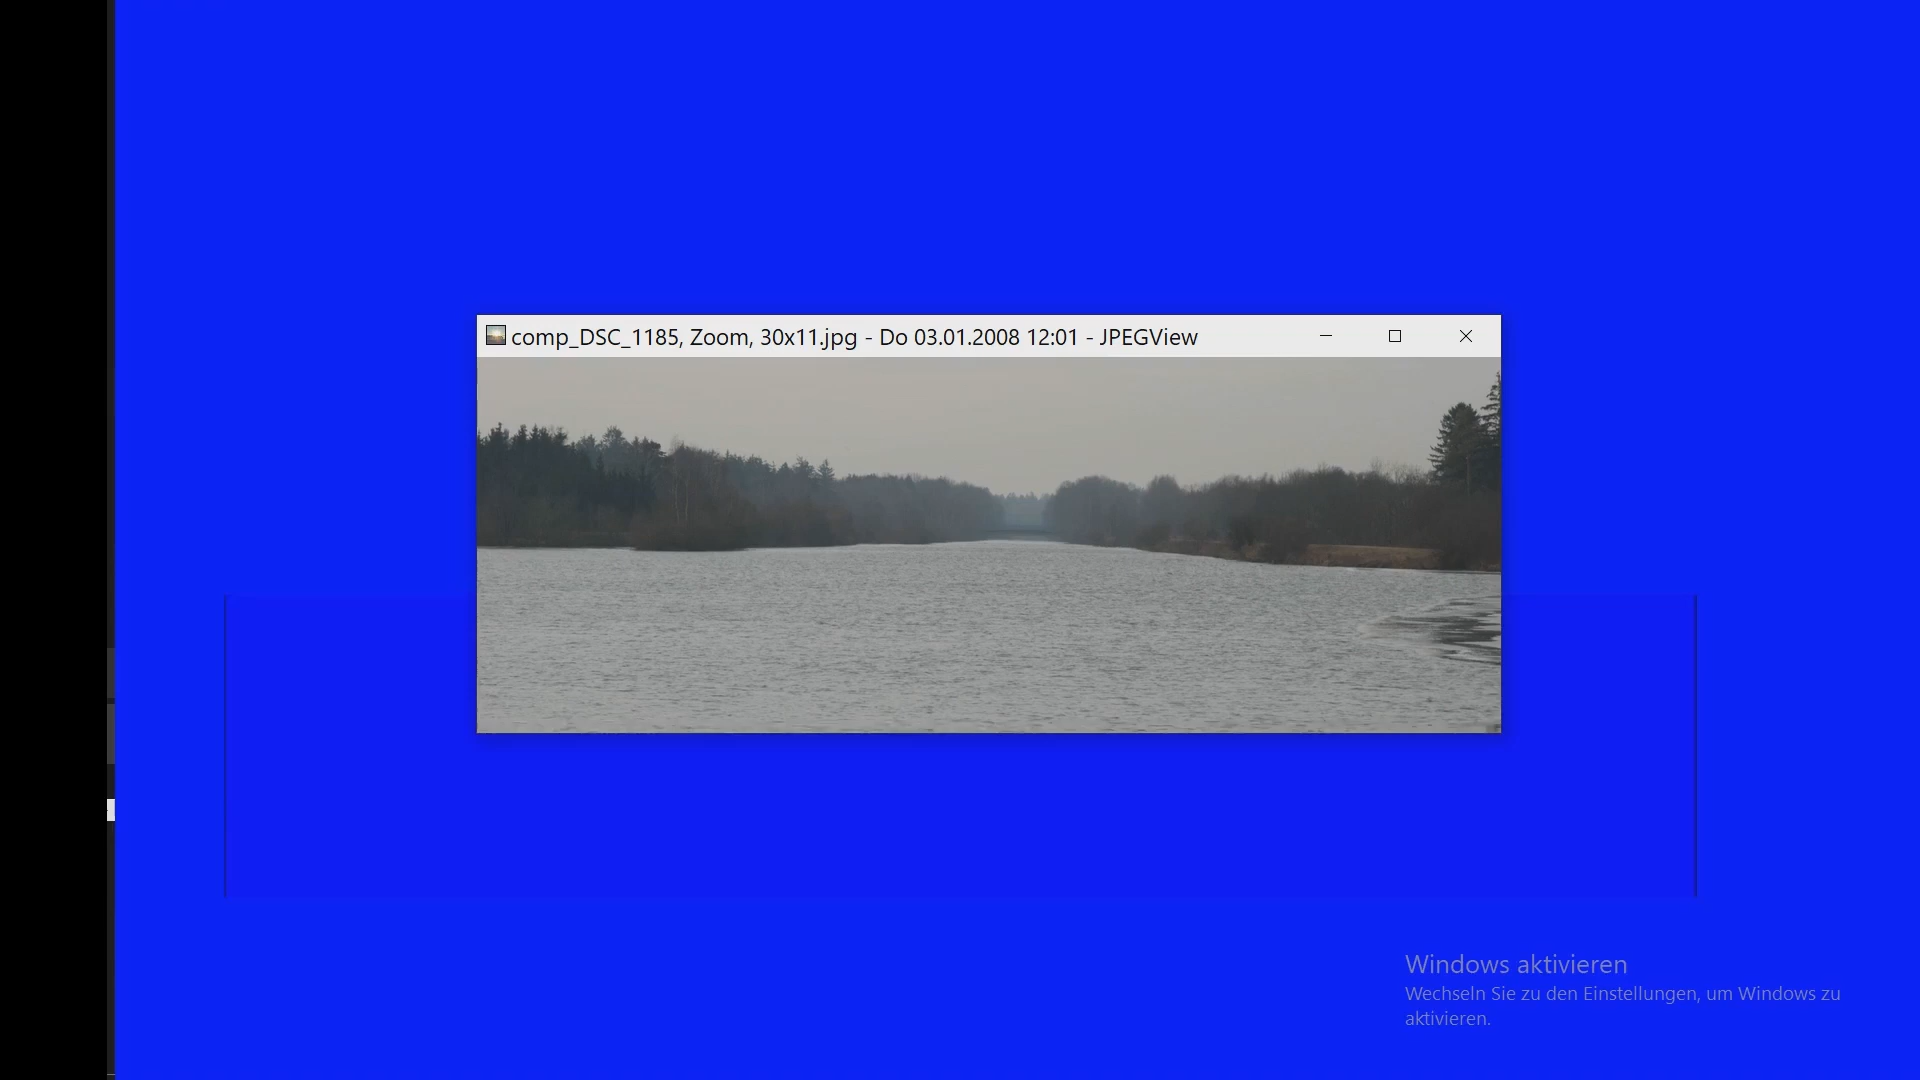 comp_DSC_1185, Zoom, 30x11.jpg - Do 03.01.2008 12:01 - JPEGView
Windows aktivieren
Wechseln Sie zu den Einstellungen, um Windows zu
aktivieren.